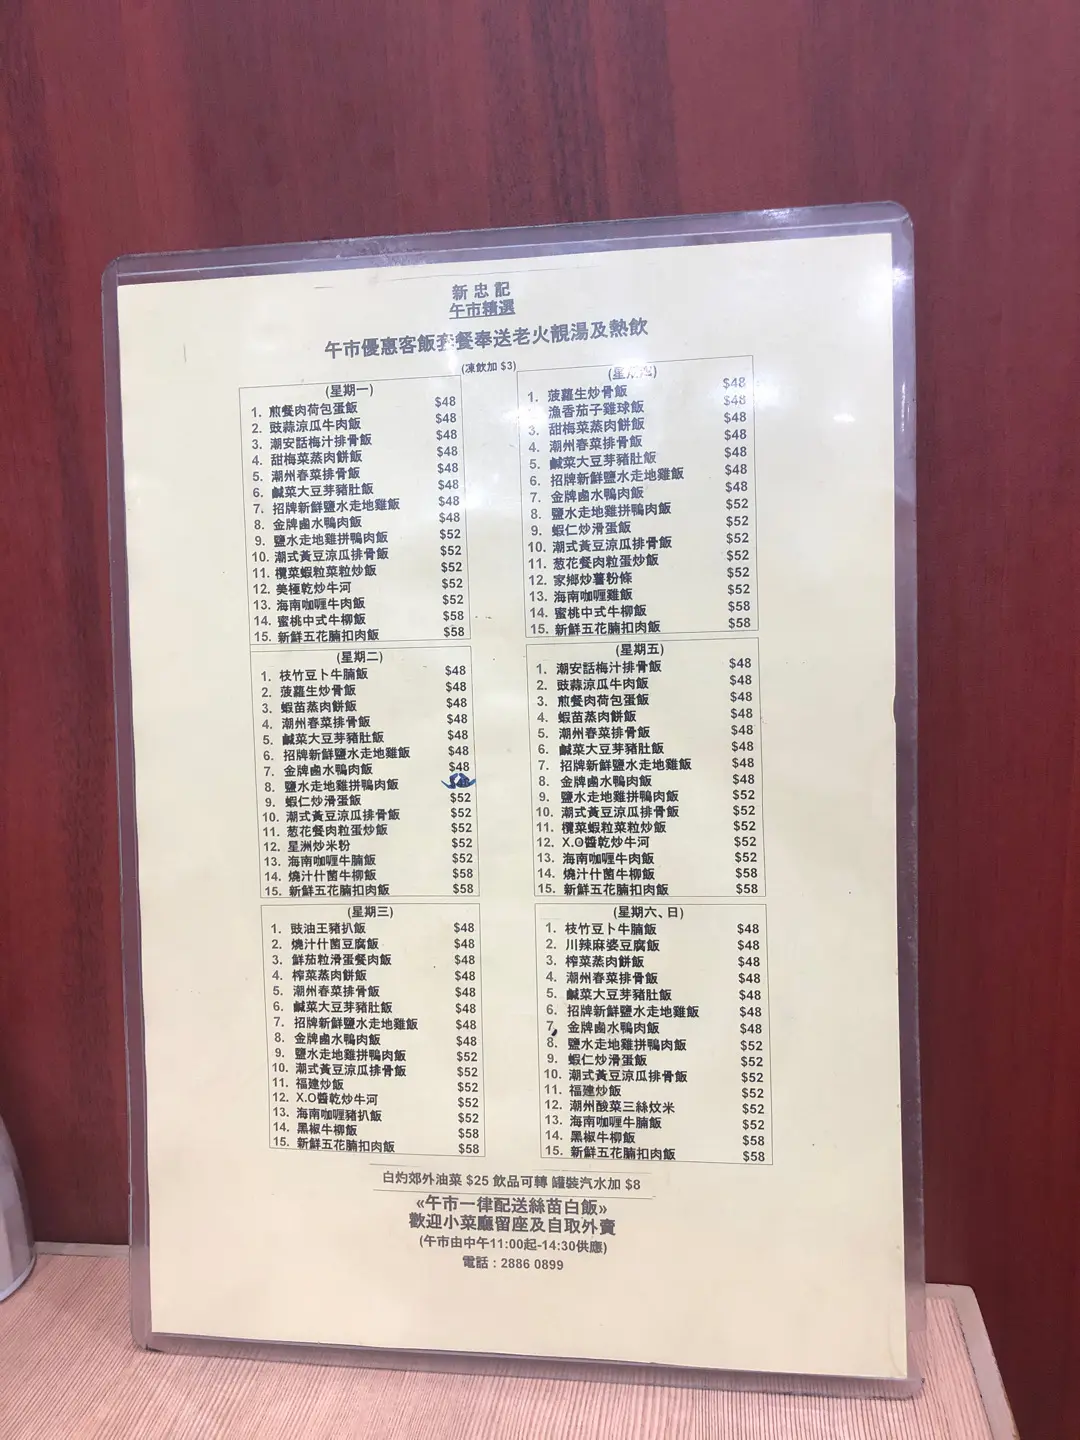 新忠記
午市精選
午市優惠客飯套餐奉送老火靚湯及熱飲
(凍飲加 $3)
(星期一)
1. 煎餐肉荷包蛋飯 $48
2. 豉蒜涼瓜牛肉飯 $48
3. 潮安話梅汁排骨飯 $48
4. 甜梅菜蒸肉餅飯 $48
5. 潮州春菜排骨飯 $48
6. 鹹菜大豆芽豬肚飯 $48
7. 招牌新鮮鹽水走地雞飯 $48
8. 金牌鹵水鴨肉飯 $48
9. 鹽水走地雞拼鴨肉飯 $52
10. 潮式黃豆涼瓜排骨飯 $52
11. 欖菜蝦粒菜粒炒飯 $52
12. 美極乾炒牛河 $52
13. 海南咖喱牛肉飯 $52
14. 蜜桃中式牛柳飯 $58
15. 新鮮五花腩扣肉飯 $58
(星期二)
1. 枝竹豆卜牛腩飯 $48
2. 菠蘿生炒骨飯 $48
3. 蝦苗蒸肉餅飯 $48
4. 潮州春菜排骨飯 $48
5. 鹹菜大豆芽豬肚飯 $48
6. 招牌新鮮鹽水走地雞飯 $48
7. 金牌鹵水鴨肉飯 $48
8. 鹽水走地雞拼鴨肉飯
9. 蝦仁炒滑蛋飯 $52
10. 潮式黃豆涼瓜排骨飯 $52
11. 葱花餐肉粒蛋炒飯 $52
12. 星洲炒米粉 $52
13. 海南咖喱牛腩飯 $52
14. 燒汁什菌牛柳飯 $58
15. 新鮮五花腩扣肉飯 $58
(星期三)
1. 豉油王豬扒飯 $48
2. 燒汁什菌豆腐飯 $48
3. 鮮茄粒滑蛋餐肉飯 $48
4. 榨菜蒸肉餅飯 $48
5. 潮州春菜排骨飯 $48
6. 鹹菜大豆芽豬肚飯 $48
7. 招牌新鮮鹽水走地雞飯 $48
8. 金牌鹵水鴨肉飯 $48
9. 鹽水走地雞拼鴨肉飯 $52
10. 潮式黃豆涼瓜排骨飯 $52
11. 福建炒飯 $52
12. X.O醬乾炒牛河 $52
13. 海南咖喱豬扒飯 $52
14. 黑椒牛柳飯 $58
15. 新鮮五花腩扣肉飯 $58
(星期四)
1. 菠蘿生炒骨飯 $48
漁香茄子雞球飯 $48
3. 甜梅菜蒸肉餅飯 $48
4. 潮州春菜排骨飯 $48
5. 鹹菜大豆芽豬肚飯 $48
6. 招牌新鮮鹽水走地雞飯 $48
7. 金牌鹵水鴨肉飯 $48
8. 鹽水走地雞拼鴨肉飯 $52
9. 蝦仁炒滑蛋飯 $52
10. 潮式黃豆涼瓜排骨飯 $52
11. 葱花餐肉粒蛋炒飯 $52
12. 家鄉炒薯粉條 $52
13. 海南咖喱雞飯 $52
14. 蜜桃中式牛柳飯 $58
15. 新鮮五花腩扣肉飯 $58
(星期五)
1. 潮安話梅汁排骨飯 $48
2. 豉蒜涼瓜牛肉飯 $48
3. 煎餐肉荷包蛋飯 $48
4. 蝦苗蒸肉餅飯 $48
5. 潮州春菜排骨飯 $48
6. 鹹菜大豆芽豬肚飯 $48
7. 招牌新鮮鹽水走地雞飯 $48
8. 金牌鹵水鴨肉飯 $48
9. 鹽水走地雞拼鴨肉飯 $52
10. 潮式黃豆涼瓜排骨飯 $52
11. 欖菜蝦粒菜粒炒飯 $52
12. X.O醬乾炒牛河 $52
13. 海南咖喱牛肉飯 $52
14. 燒汁什菌牛柳飯 $58
15. 新鮮五花腩扣肉飯 $58
(星期六、日)
1. 枝竹豆卜牛腩飯 $48
2. 川辣麻婆豆腐飯 $48
3. 榨菜蒸肉餅飯 $48
4. 潮州春菜排骨飯 $48
5. 鹹菜大豆芽豬肚飯 $48
6. 招牌新鮮鹽水走地雞飯 $48
7. 金牌鹵水鴨肉飯 $48
8. 鹽水走地雞拼鴨肉飯 $52
9. 蝦仁炒滑蛋飯 $52
10. 潮式黃豆涼瓜排骨飯 $52
11. 福建炒飯 $52
12. 潮州酸菜三絲炆米 $52
13. 海南咖喱牛腩飯 $52
14. 黑椒牛柳飯 $58
15. 新鮮五花腩扣肉飯 $58
白灼郊外油菜 $25 飲品可轉 罐裝汽水加 $8
«午市一律配送絲苗白飯»
歡迎小菜廳留座及自取外賣
(午市由中午11:00起-14:30供應)
電話 : 2886 0899